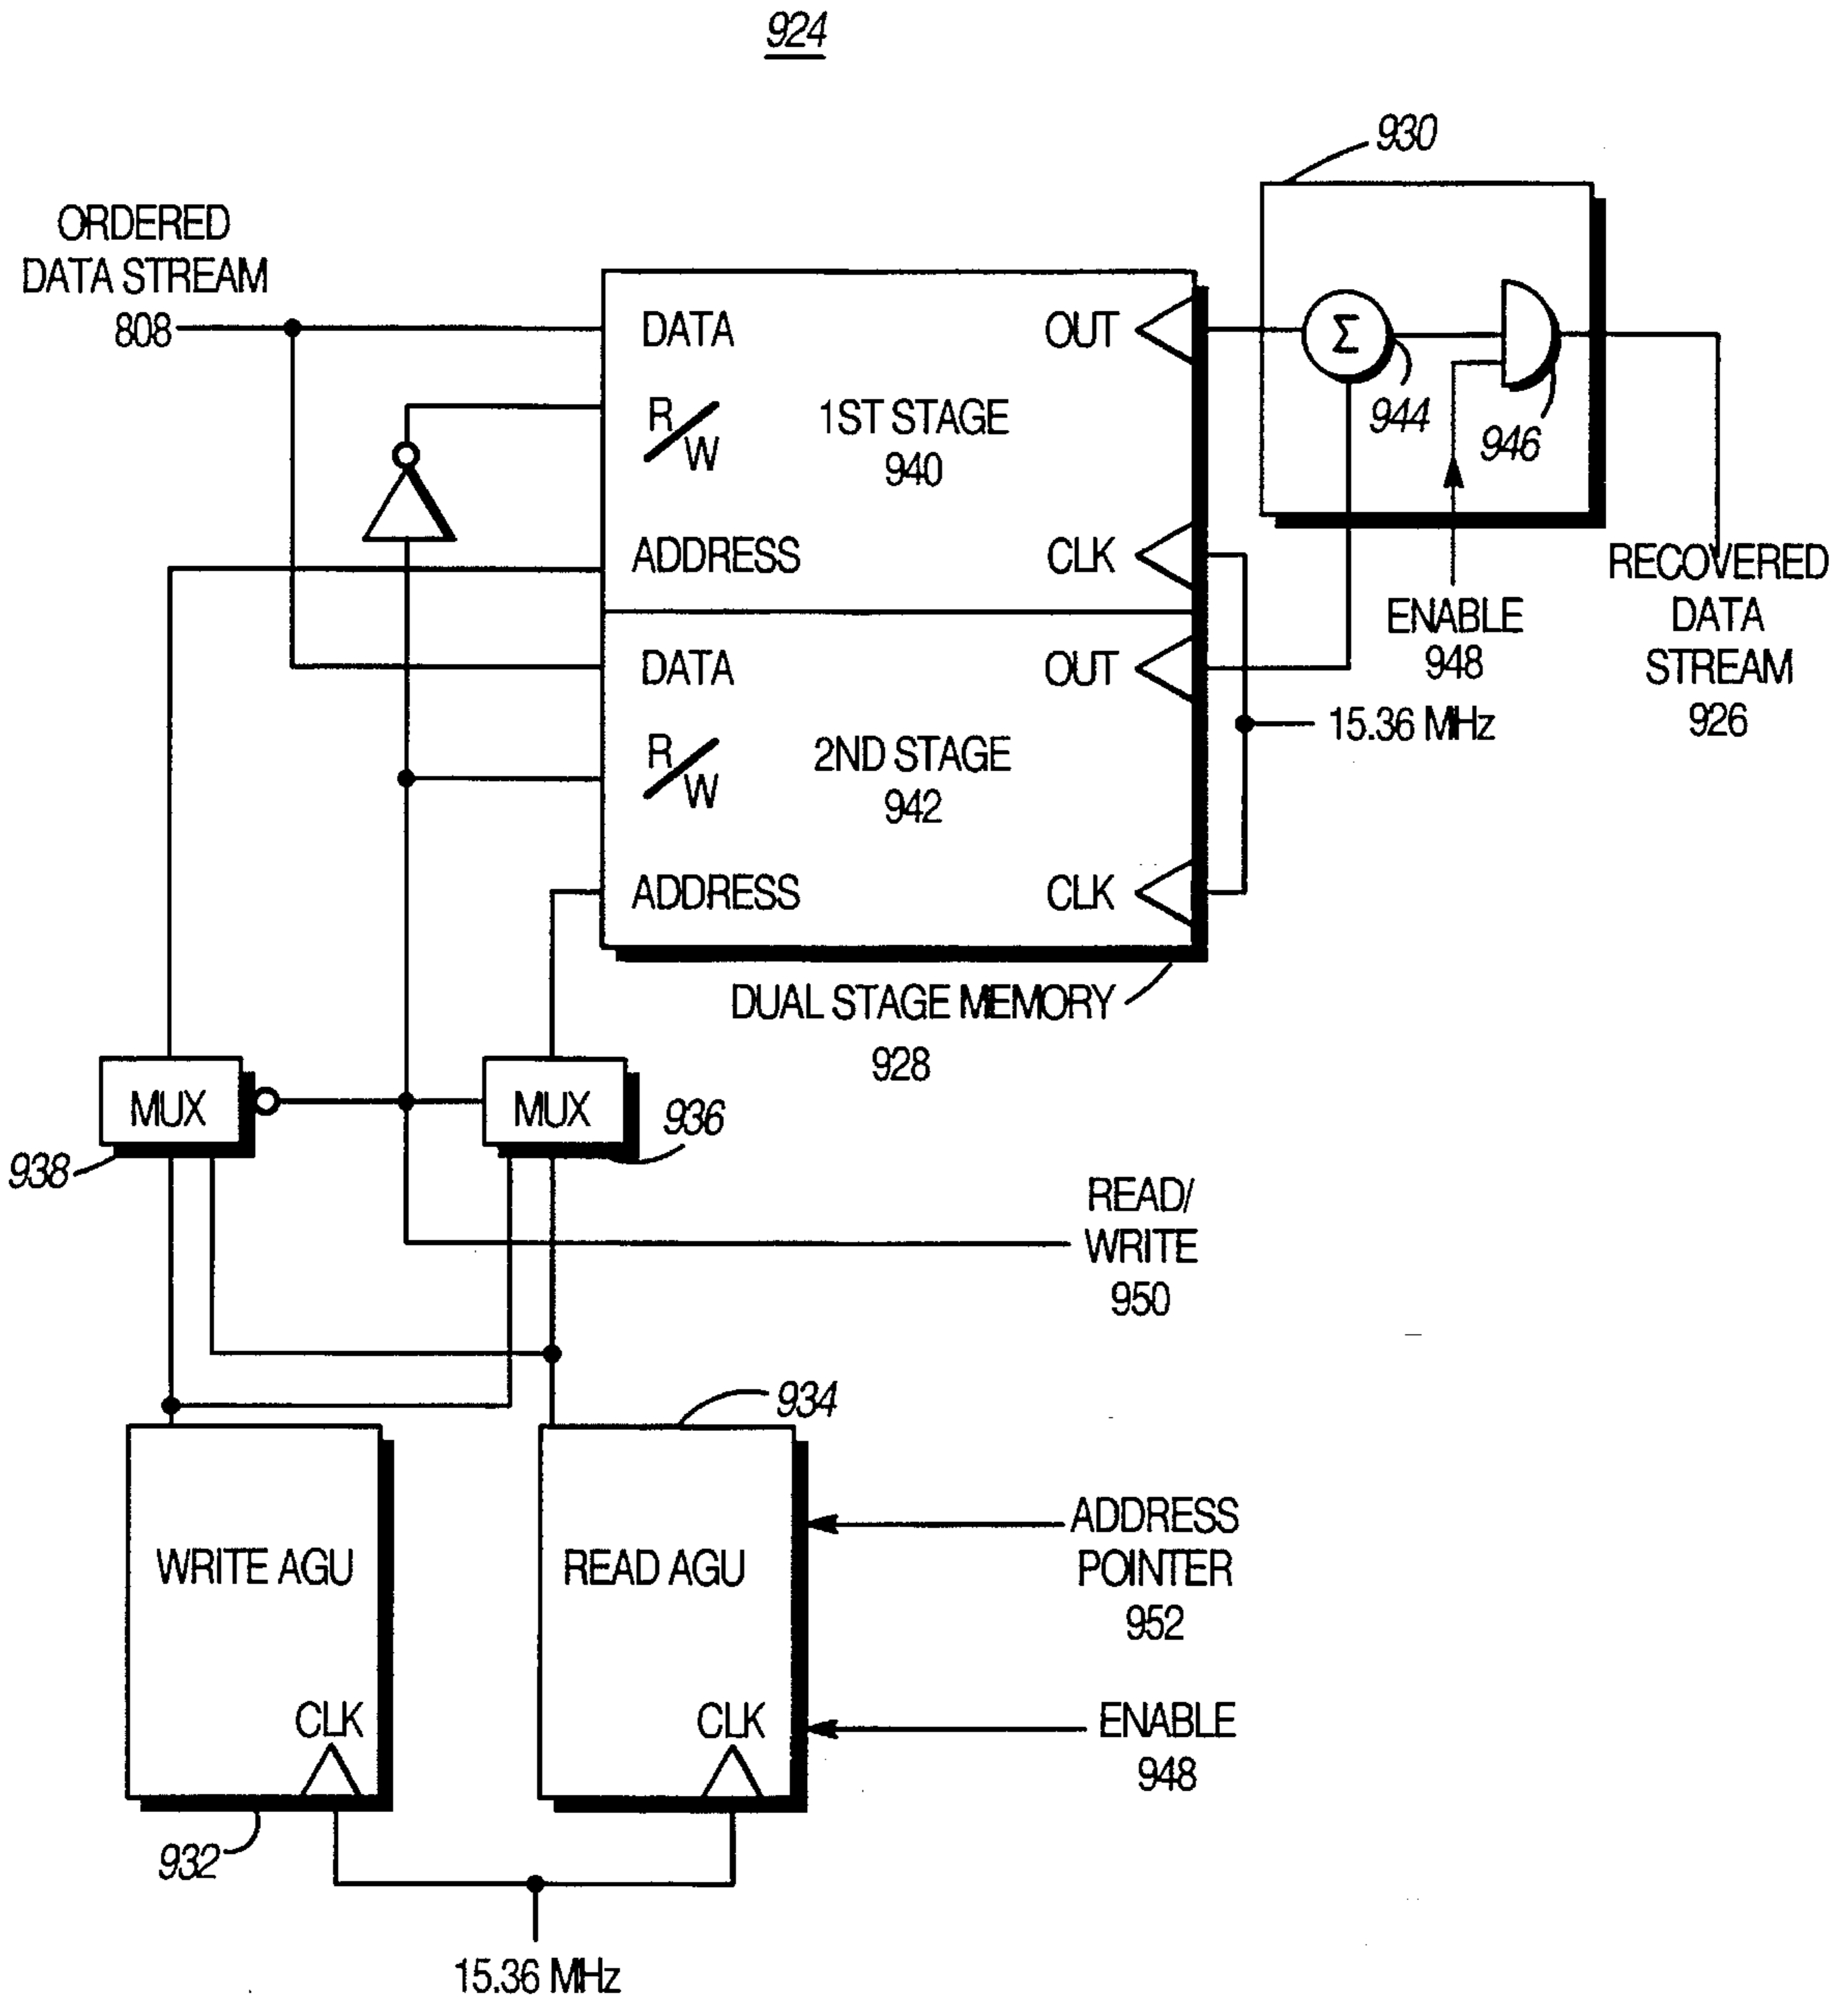 924
930
ORDERED
DATA STREAM
808
DATA
OUT
Σ
R/W
1ST STAGE
940
944
946
ADDRESS
CLK
RECOVERED
DATA
STREAM
926
ENABLE
948
DATA
OUT
15.36 MHz
R/W
2ND STAGE
942
ADDRESS
CLK
DUAL STAGE MEMORY
928
MUX
MUX
936
938
READ/
WRITE
950
934
WRITE AGU
READ AGU
ADDRESS
POINTER
952
CLK
CLK
ENABLE
948
932
15.36 MHz